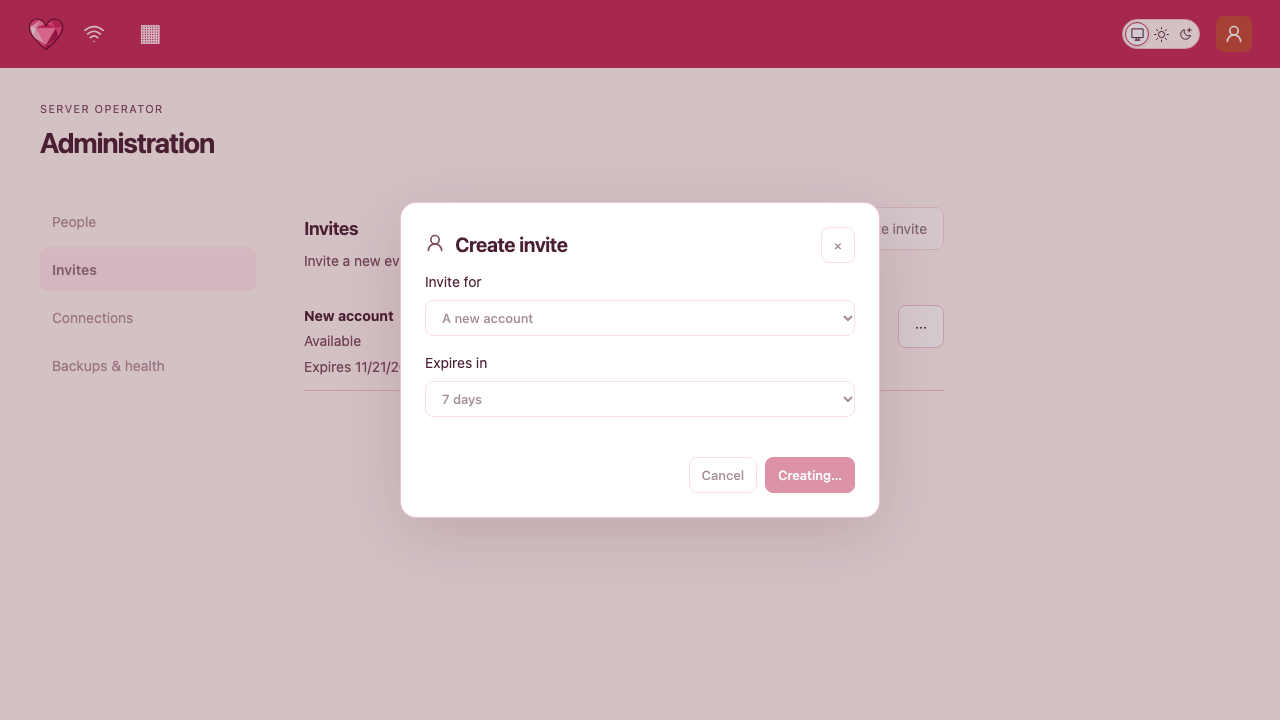 SERVER OPERATOR
Administration
People
Invites
Connections
Backups & health
Invites
Invite a new
New account
Available
Expires 11/21/2
invite
...
Create invite
×
Invite for
A new account
Expires in
7 days
Cancel
Creating...